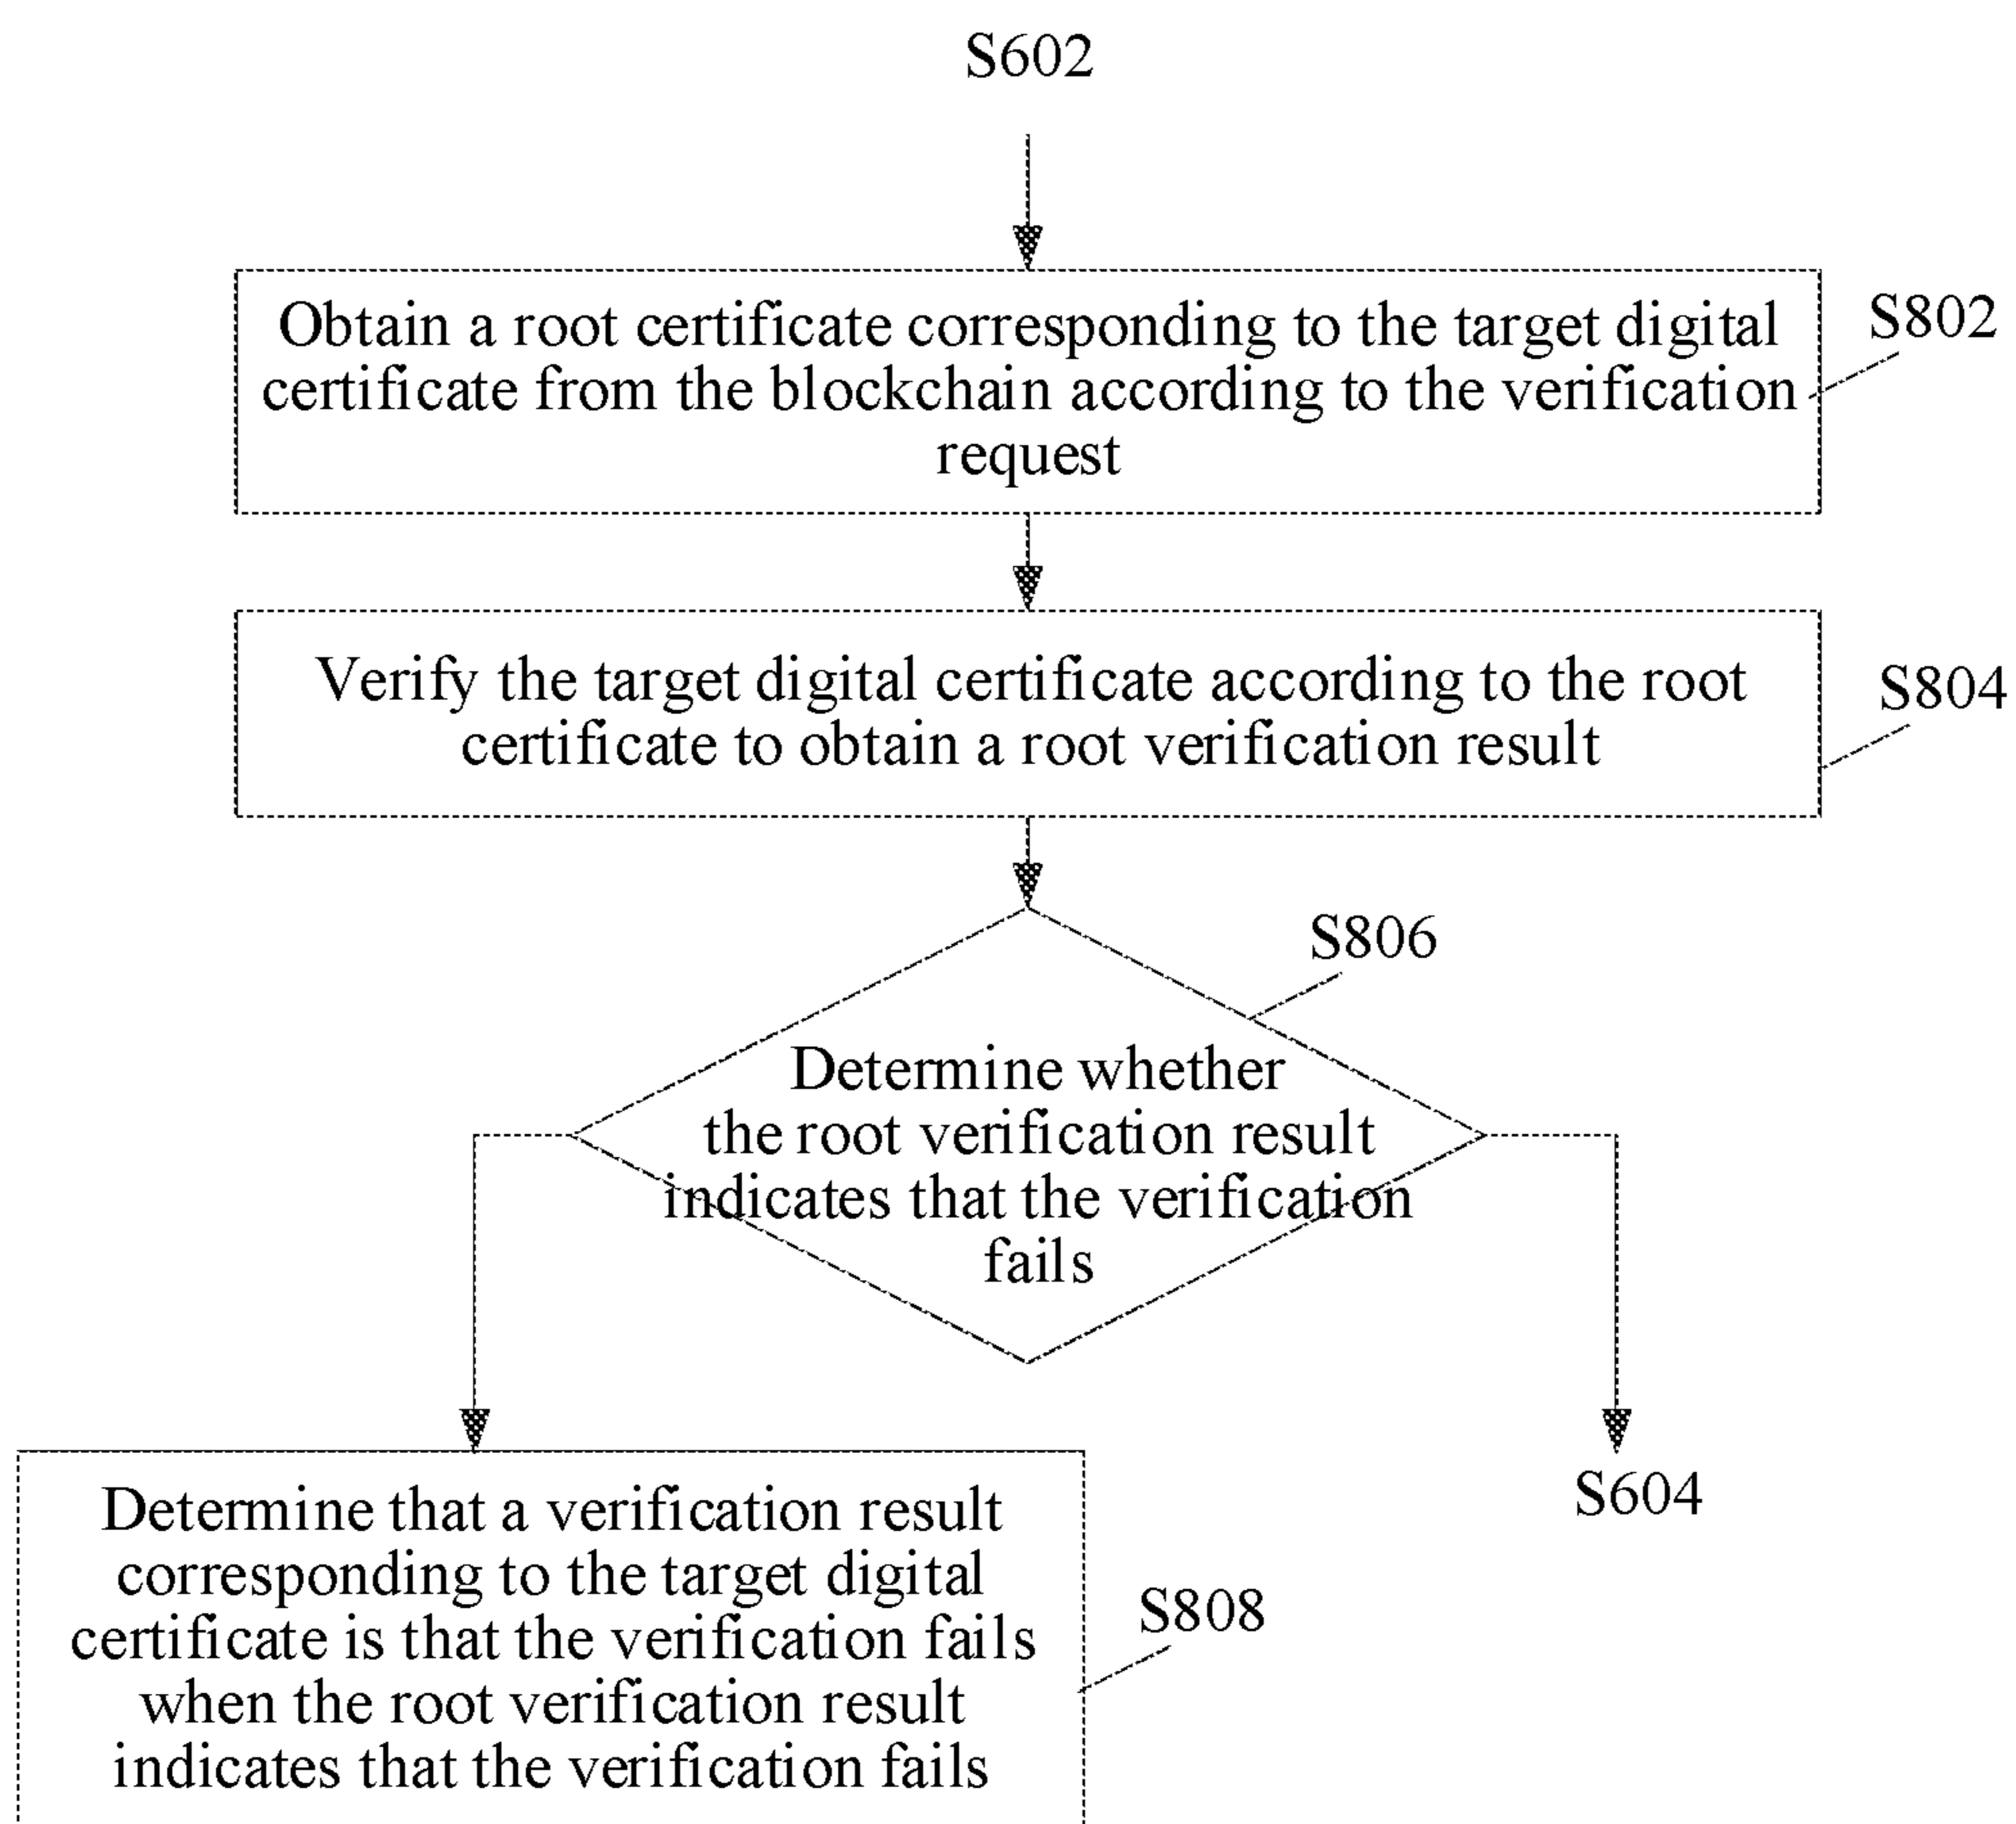 S602
Obtain a root certificate corresponding to the target digital
certificate from the blockchain according to the verification
request
S802
Verify the target digital certificate according to the root
certificate to obtain a root verification result
S804
S806
Determine whether
the root verification result
indicates that the verification
fails
S604
Determine that a verification result
corresponding to the target digital
certificate is that the verification fails
when the root verification result
indicates that the verification fails
S808